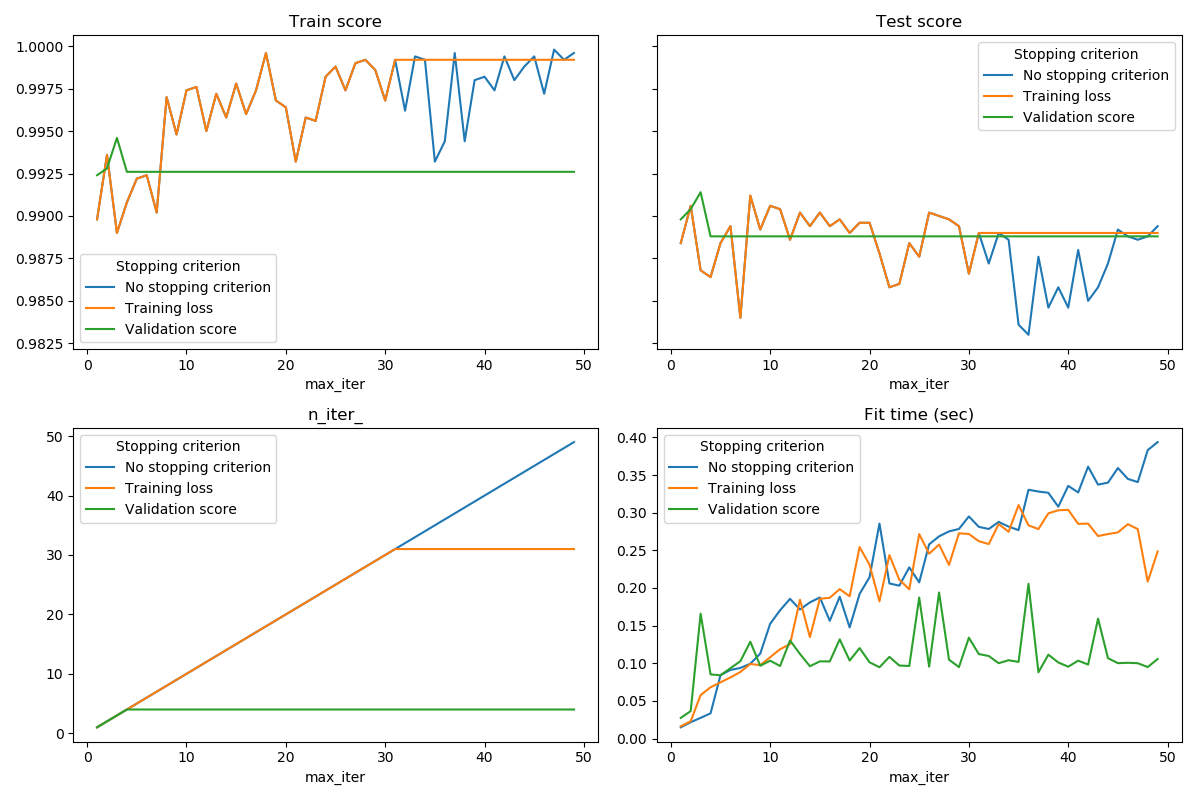 Train score
1.0000
0.9975
0.9950
0.9925
0.9900
0.9875
0.9850
0.9825
Stopping criterion
No stopping criterion
Training loss
Validation score
0 10 20 30 40 50
max_iter
Test score
Stopping criterion
No stopping criterion
Training loss
Validation score
0 10 20 30 40 50
max_iter
n_iter_
50
40
30
20
10
0
Stopping criterion
No stopping criterion
Training loss
Validation score
0 10 20 30 40 50
max_iter
Fit time (sec)
0.40
0.35
0.30
0.25
0.20
0.15
0.10
0.05
0.00
Stopping criterion
No stopping criterion
Training loss
Validation score
0 10 20 30 40 50
max_iter